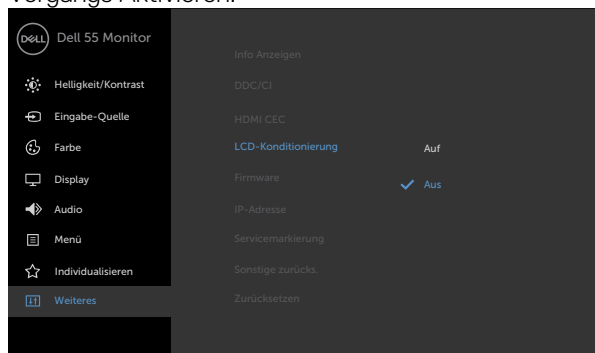 Vorgangs Aktivieren.
DELL Dell 55 Monitor
Helligkeit/Kontrast
Eingabe-Quelle
Farbe
Display
Audio
Menü
Individualisieren
Weiteres
Info Anzeigen
DDC/CI
HDMI CEC
LCD-Konditionierung Auf
Firmware Aus
IP-Adresse
Servicemarkierung
Sonstige zurücks.
Zurücksetzen